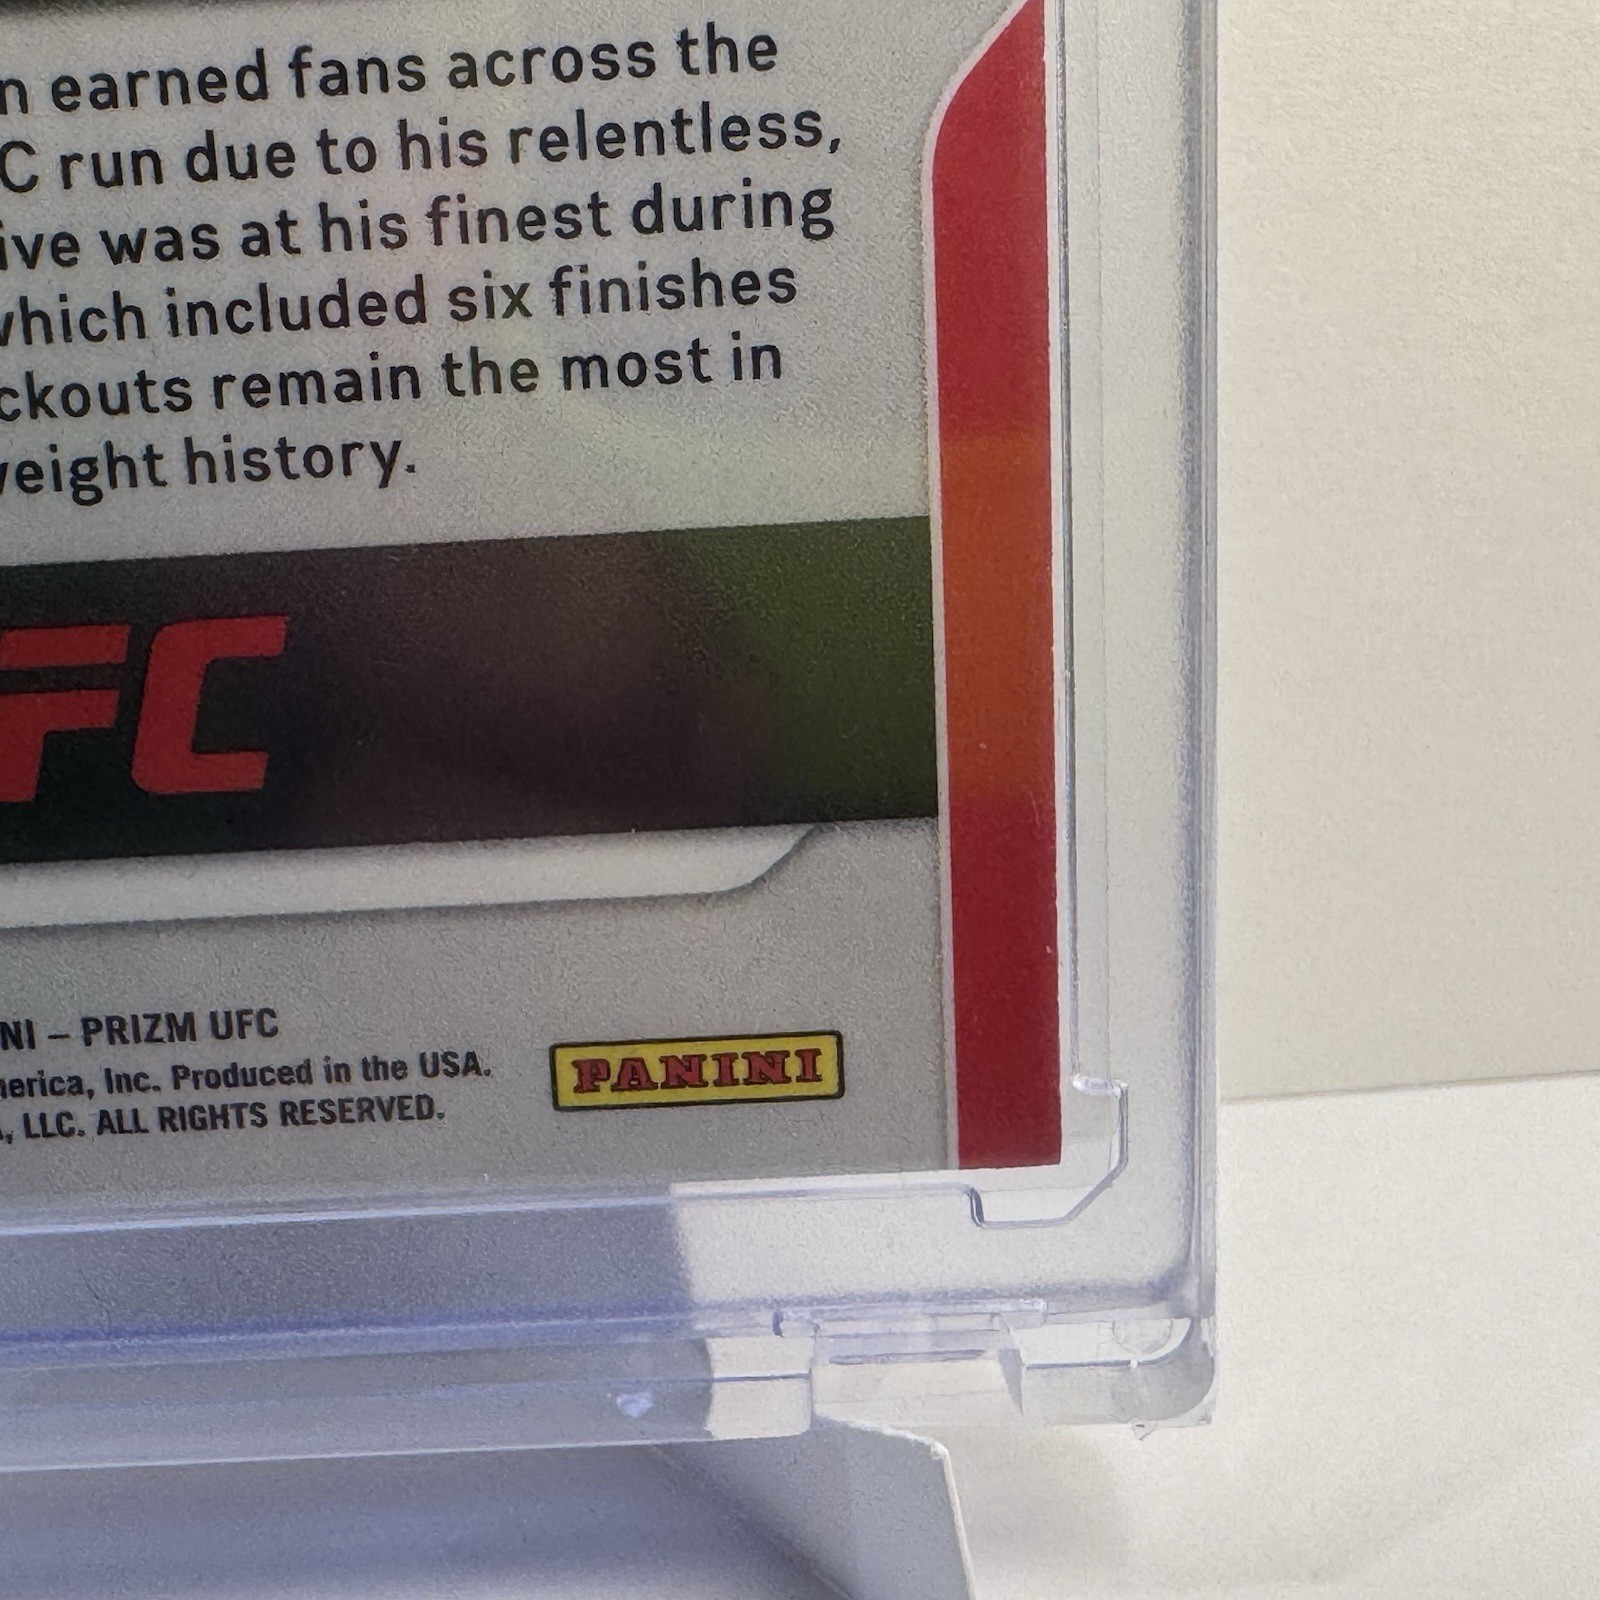 n earned fans across the
C run due to his relentless,
ive was at his finest during
which included six finishes
ckouts remain the most in
weight history.
FC
NI – PRIZM UFC
merica, Inc. Produced in the USA.
, LLC. ALL RIGHTS RESERVED.
PANINI